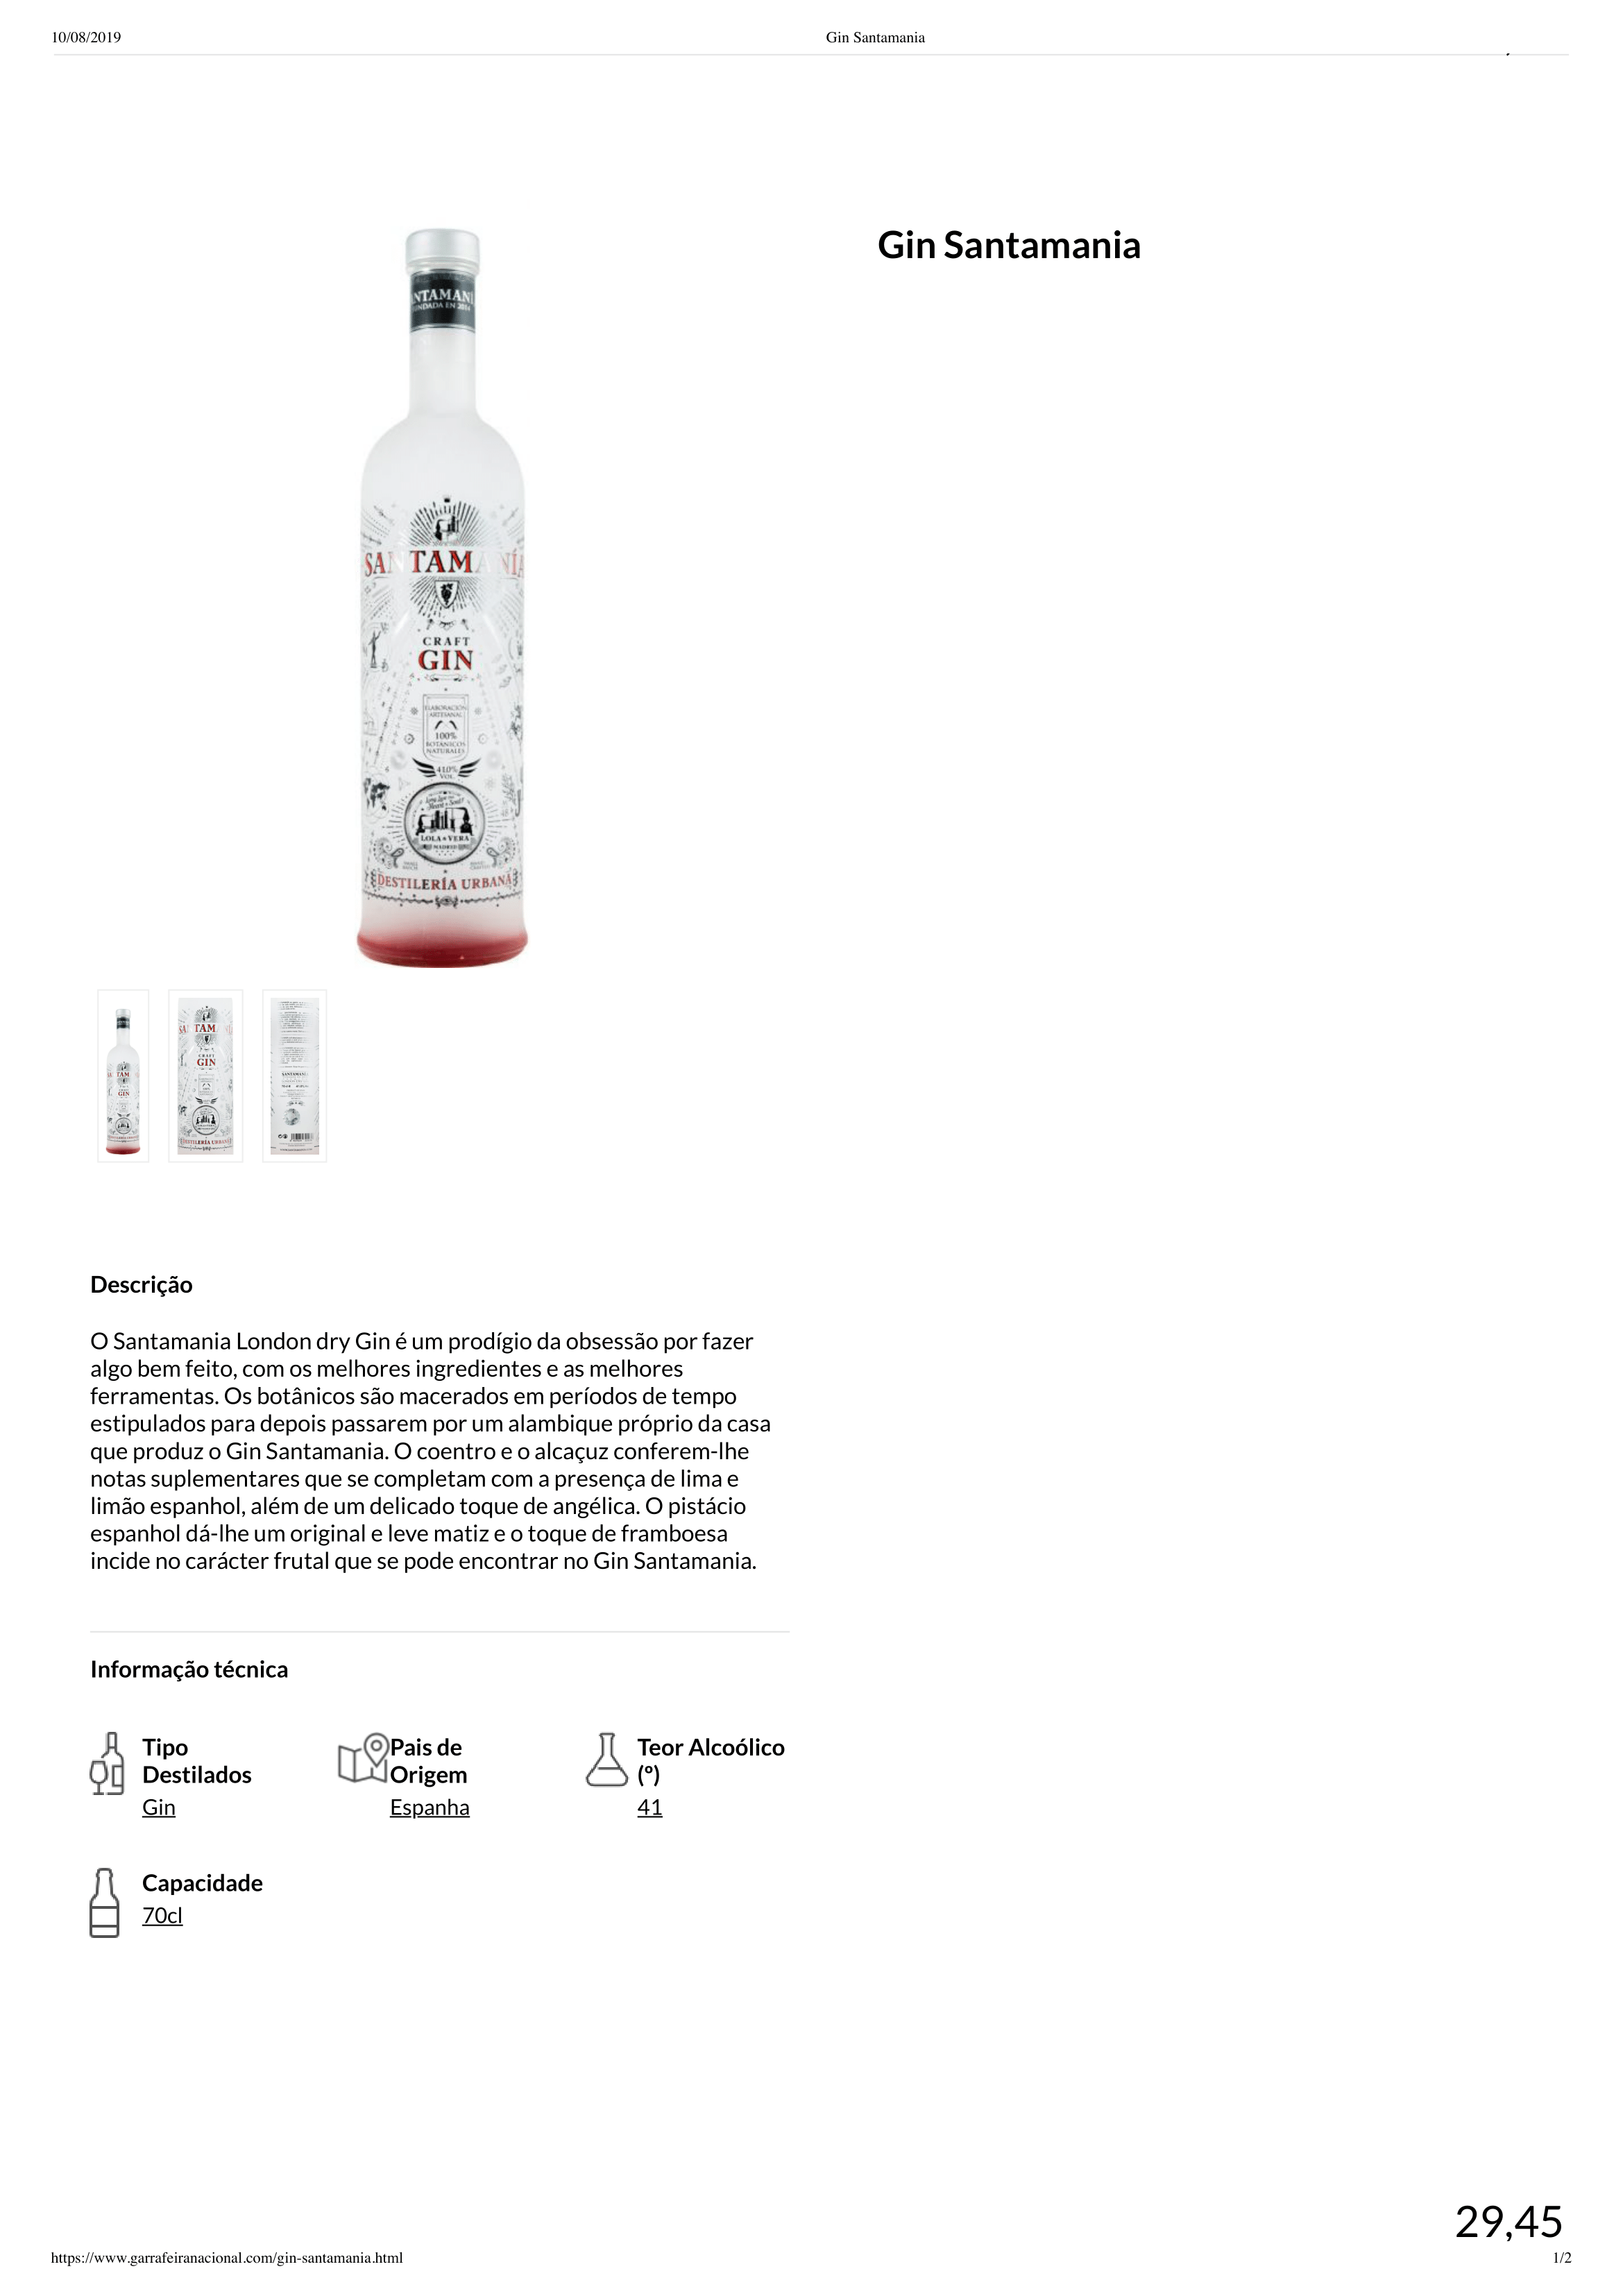 10/08/2019
Gin Santamania
Gin Santamania
NTAMANI
NDADA EN 2014
SANTAMANÍA
CRAFT
GIN
ELABORACIÓN
ARTESANAL
100%
BOTANICOS
NATURALES
41.0%
VOL.
LOLA & VERA
MADRID
DESTILERÍA URBANA
SA TAM
CRAFT
GIN
Descrição
O Santamania London dry Gin é um prodígio da obsessão por fazer
algo bem feito, com os melhores ingredientes e as melhores
ferramentas. Os botânicos são macerados em períodos de tempo
estipulados para depois passarem por um alambique próprio da casa
que produz o Gin Santamania. O coentro e o alcaçuz conferem-lhe
notas suplementares que se completam com a presença de lima e
limão espanhol, além de um delicado toque de angélica. O pistácio
espanhol dá-lhe um original e leve matiz e o toque de framboesa
incide no carácter frutal que se pode encontrar no Gin Santamania.
Informação técnica
Tipo
Destilados
Gin
Pais de
Origem
Espanha
Teor Alcoólico
(º)
41
Capacidade
70cl
29,45
https://www.garrafeiranacional.com/gin-santamania.html
1/2